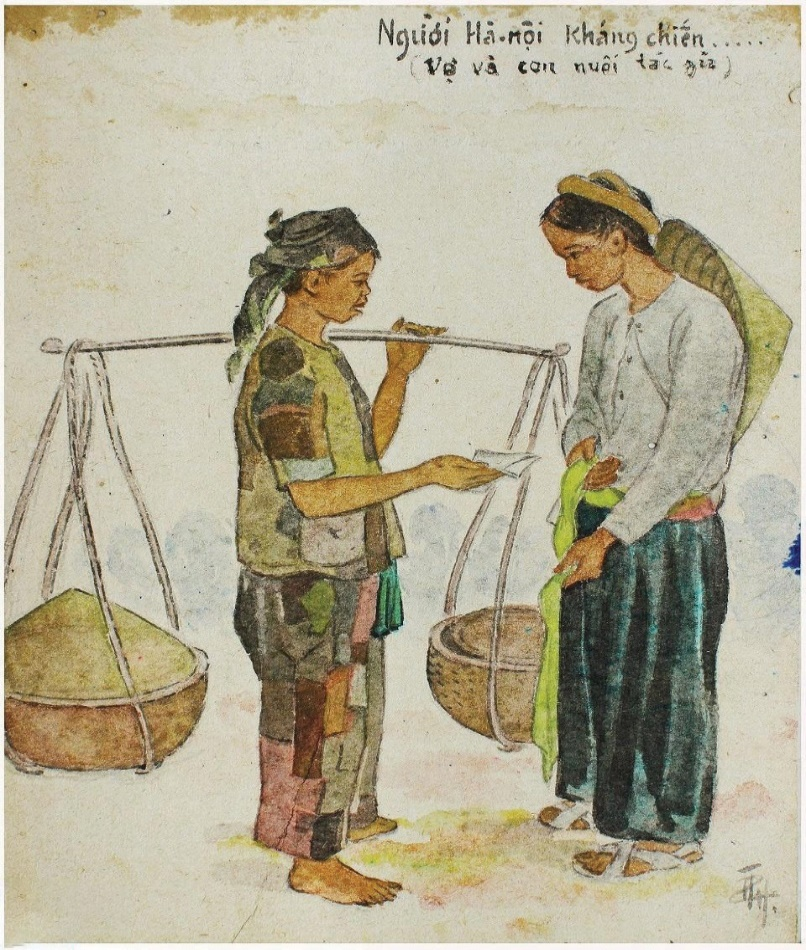 Người Hà-nội Kháng chiến.....
(Vợ và con nuôi tác giả)